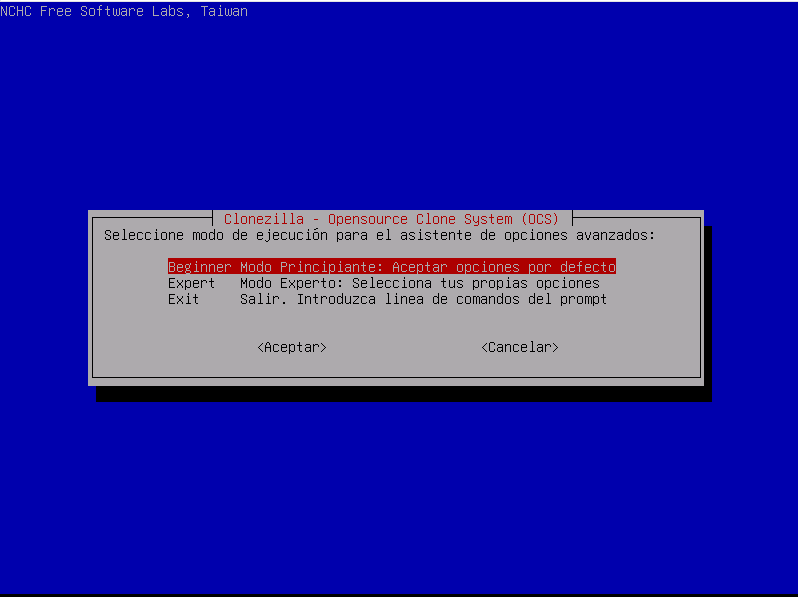 NCHC Free Software Labs, Taiwan
Clonezilla - Opensource Clone System (OCS)
Seleccione modo de ejecución para el asistente de opciones avanzados:
Beginner Modo Principiante: Aceptar opciones por defecto
Expert Modo Experto: Selecciona tus propias opciones
Exit Salir. Introduzca linea de comandos del prompt
<Aceptar> <Cancelar>